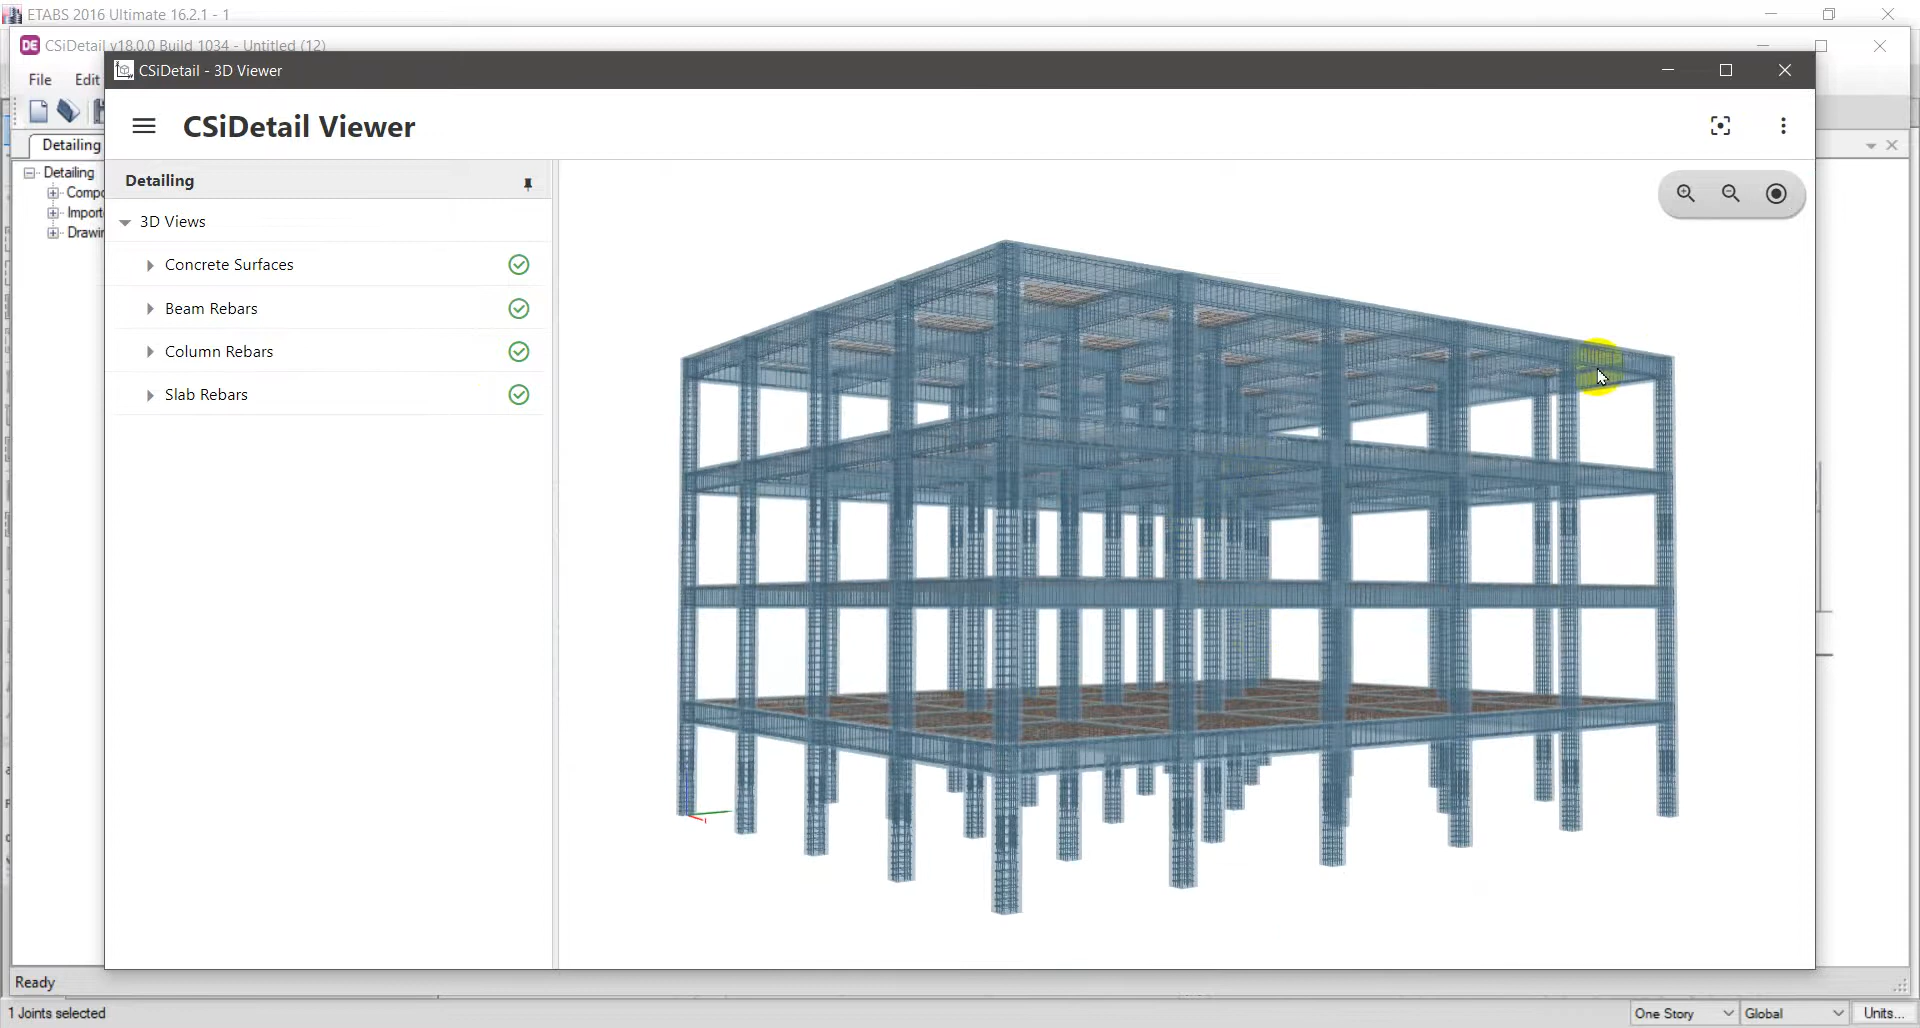 ETABS 2016 Ultimate 16.2.1 - 1
DE CSiDetail v18.0.0 Build 1034 - Untitled (12)
CSiDetail - 3D Viewer
File Edit
CSiDetail Viewer
Detailing
Detailing
Detailing
3D Views
Concrete Surfaces
Beam Rebars
Column Rebars
Slab Rebars
Ready
1 Joints selected
One Story
Global
Units...